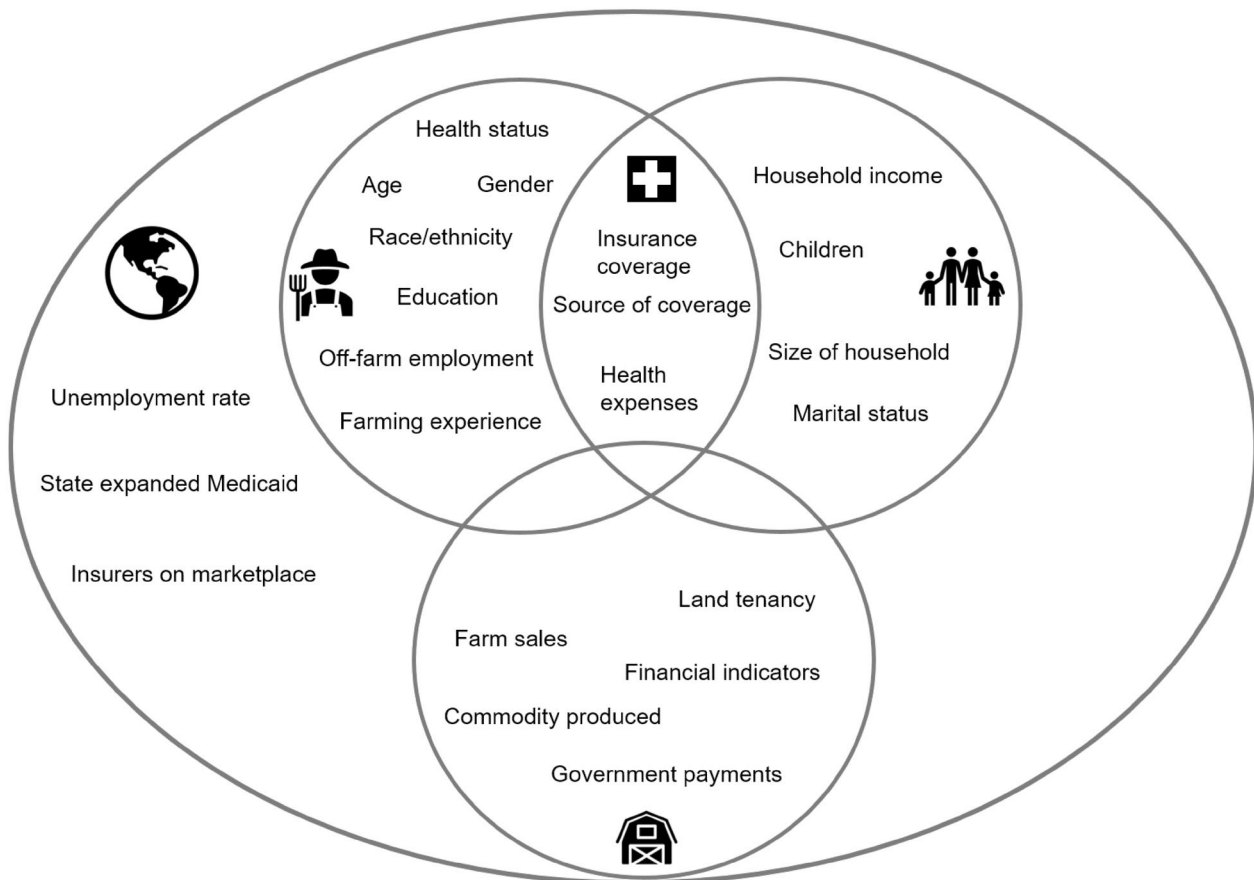 Health status
Age
Gender
Race/ethnicity
Education
Off-farm employment
Farming experience
Insurance
coverage
Source of coverage
Health
expenses
Household income
Children
Size of household
Marital status
Unemployment rate
State expanded Medicaid
Insurers on marketplace
Land tenancy
Farm sales
Financial indicators
Commodity produced
Government payments